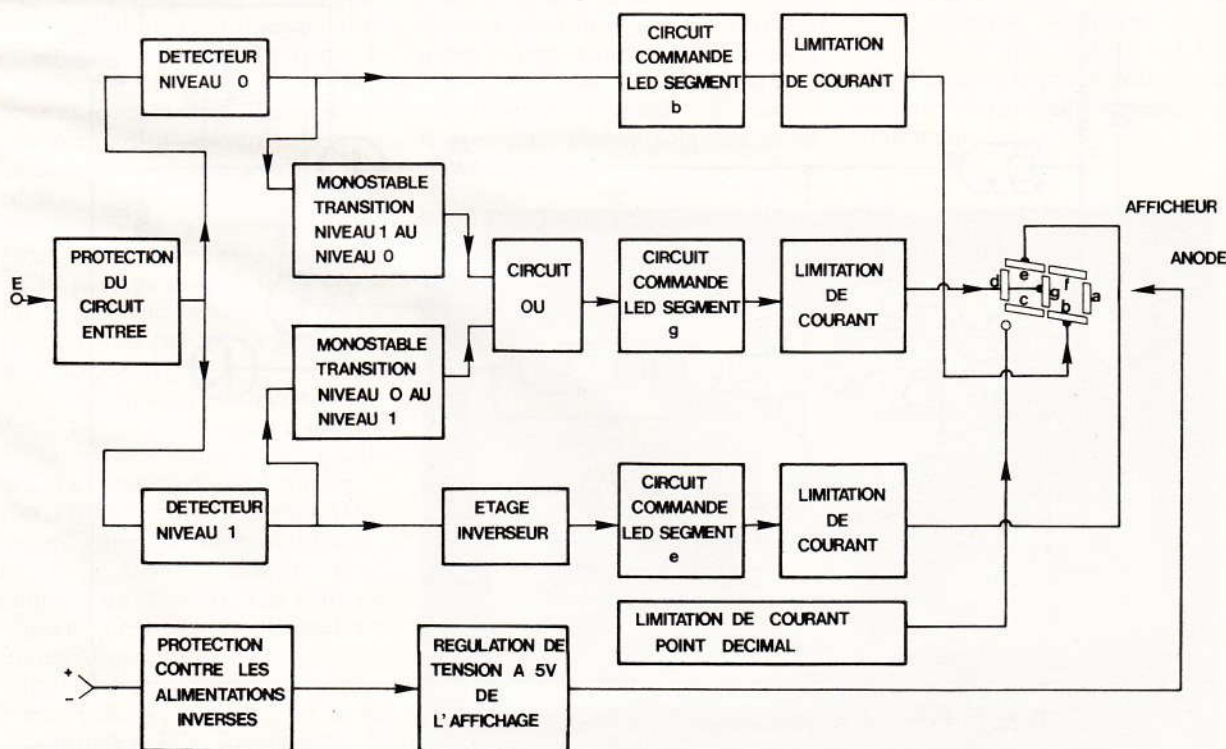 DETECTEUR
NIVEAU 0
CIRCUIT
COMMANDE
LED SEGMENT
b
LIMITATION
DE COURANT
MONOSTABLE
TRANSITION
NIVEAU 1 AU
NIVEAU 0
AFFICHEUR
ANODE
E
PROTECTION
DU
CIRCUIT
ENTREE
CIRCUIT
OU
CIRCUIT
COMMANDE
LED SEGMENT
g
LIMITATION
DE
COURANT
e
f
d
g
a
c
b
MONOSTABLE
TRANSITION
NIVEAU 0 AU
NIVEAU 1
DETECTEUR
NIVEAU 1
ETAGE
INVERSEUR
CIRCUIT
COMMANDE
LED SEGMENT
e
LIMITATION
DE
COURANT
LIMITATION DE COURANT
POINT DECIMAL
+
−
PROTECTION
CONTRE LES
ALIMENTATIONS
INVERSES
REGULATION DE
TENSION A 5V
DE
L'AFFICHAGE